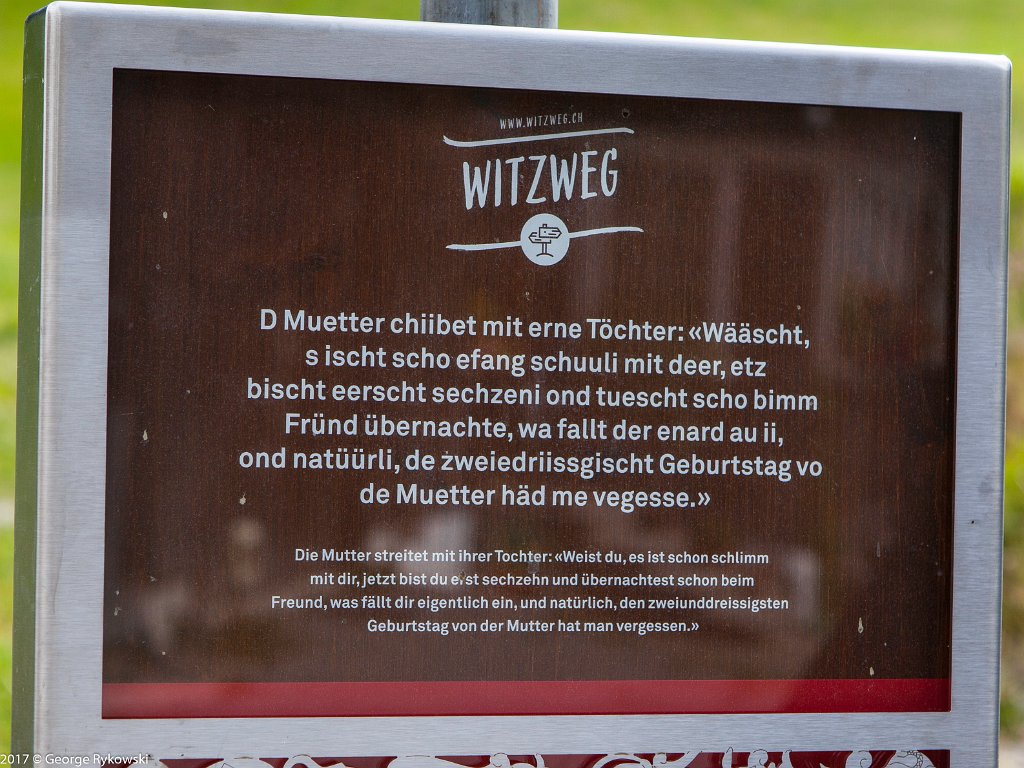 WWW.WITZWEG.CH
WITZWEG
D Muetter chiibet mit erne Töchter: «Wääscht,
s ischt scho efang schuuli mit deer, etz
bischt eerscht sechzeni ond tuescht scho bimm
Fründ übernachte, wa fallt der enard au ii,
ond natüürli, de zweiedriissgischt Geburtstag vo
de Muetter häd me vegesse.»
Die Mutter streitet mit ihrer Tochter: «Weist du, es ist schon schlimm
mit dir, jetzt bist du erst sechzehn und übernachtest schon beim
Freund, was fällt dir eigentlich ein, und natürlich, den zweiunddreissigsten
Geburtstag von der Mutter hat man vergessen.»
2017 © George Rykowski